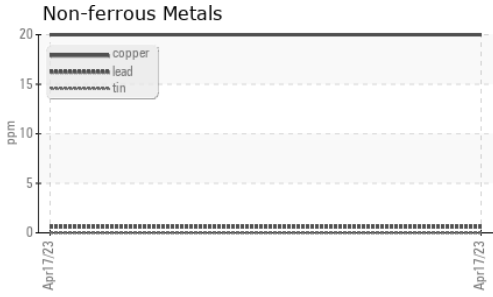 Non-ferrous Metals
20
copper
lead
tin
15
ppm
10
5
0
Apr17/23
Apr17/23